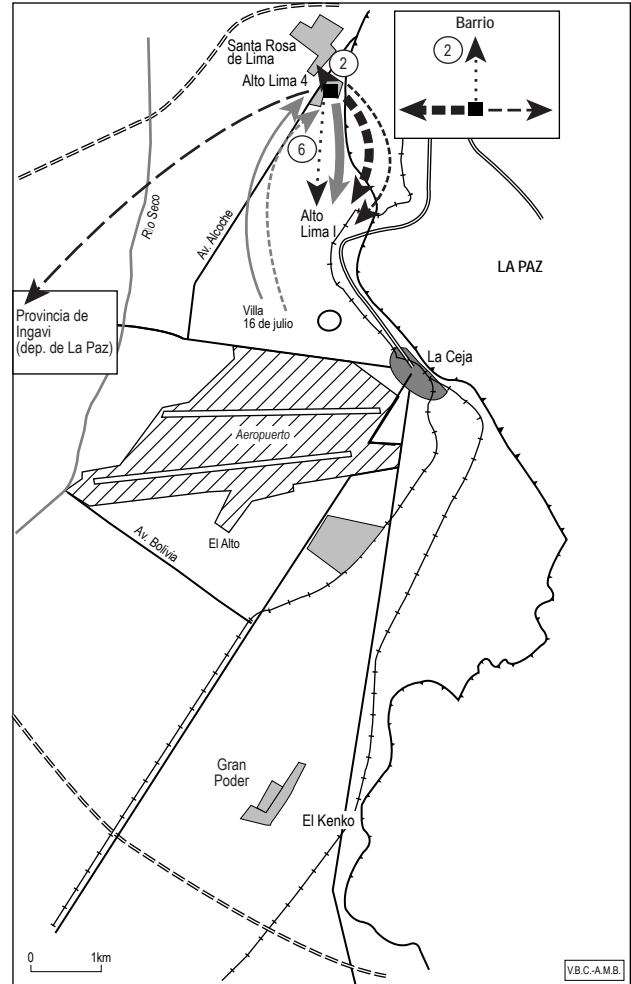 Barrio
2
Santa Rosa
de Lima
2
Alto Lima 4
6
Rio Seco
Av. Alcoche
Alto
Lima I
LA PAZ
Provincia de
Ingavi
(dep. de La Paz)
Villa
16 de julio
La Ceja
Aeropuerto
Av. Bolivia
El Alto
Gran
Poder
El Kenko
0 1km
V.B.C.-A.M.B.